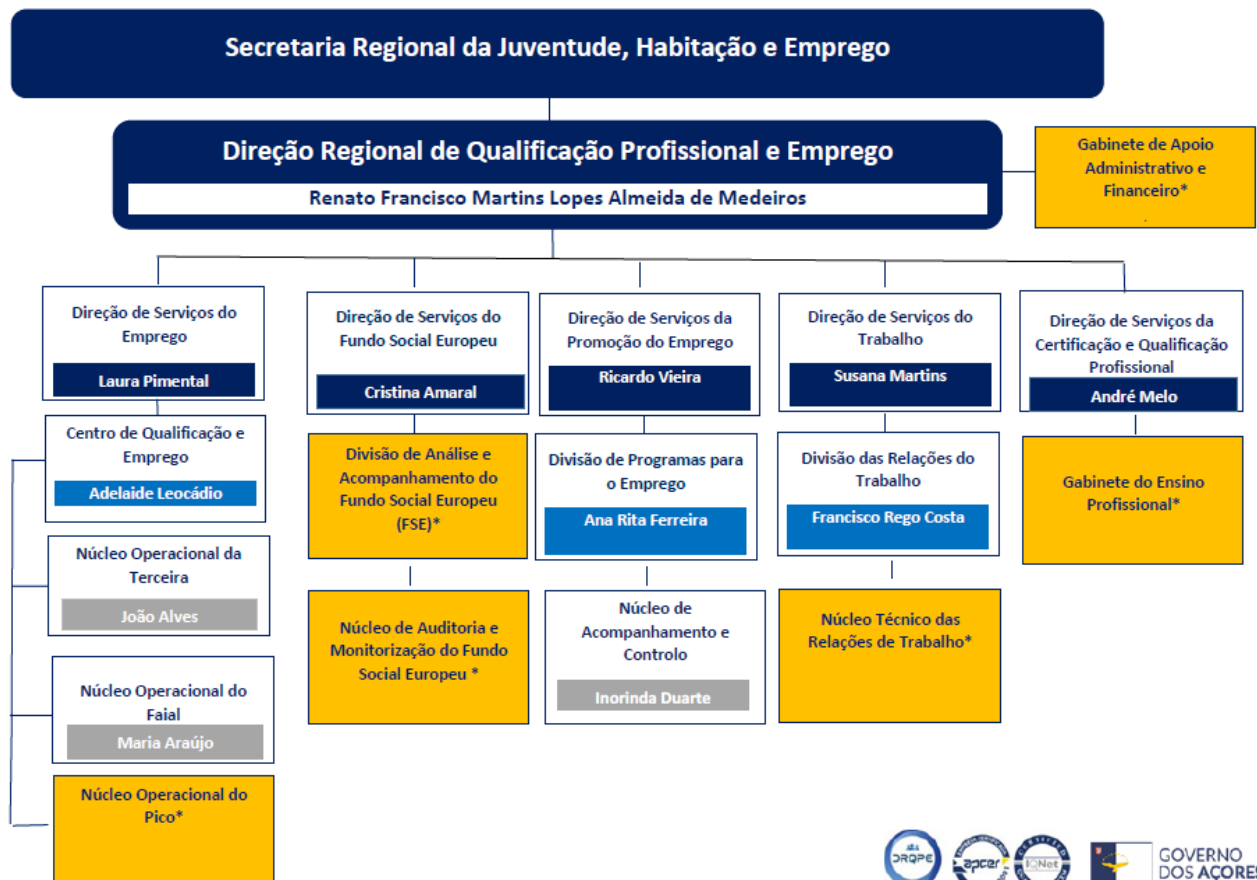 Secretaria Regional da Juventude, Habitação e Emprego
Direção Regional de Qualificação Profissional e Emprego
Renato Francisco Martins Lopes Almeida de Medeiros
Gabinete de Apoio
Administrativo e
Financeiro*
.
Direção de Serviços do
Emprego
Laura Pimental
Centro de Qualificação e
Emprego
Adelaide Leocádio
Núcleo Operacional da
Terceira
João Alves
Núcleo Operacional do
Faial
Maria Araújo
Núcleo Operacional do
Pico*
Direção de Serviços do
Fundo Social Europeu
Cristina Amaral
Divisão de Análise e
Acompanhamento do
Fundo Social Europeu
(FSE)*
Núcleo de Auditoria e
Monitorização do Fundo
Social Europeu *
Direção de Serviços da
Promoção do Emprego
Ricardo Vieira
Divisão de Programas para
o Emprego
Ana Rita Ferreira
Núcleo de
Acompanhamento e
Controlo
Inorinda Duarte
Direção de Serviços do
Trabalho
Susana Martins
Divisão das Relações do
Trabalho
Francisco Rego Costa
Núcleo Técnico das
Relações de Trabalho*
Direção de Serviços da
Certificação e Qualificação
Profissional
André Melo
Gabinete do Ensino
Profissional*
DRQPE
apcer
IQNet
GOVERNO
DOS AÇORES